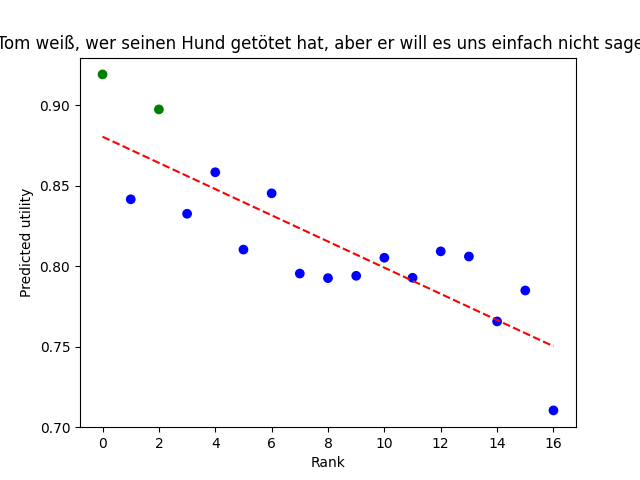 Tom weiß, wer seinen Hund getötet hat, aber er will es uns einfach nicht sage
0.90
0.85
0.80
0.75
0.70
Predicted utility
0 2 4 6 8 10 12 14 16
Rank